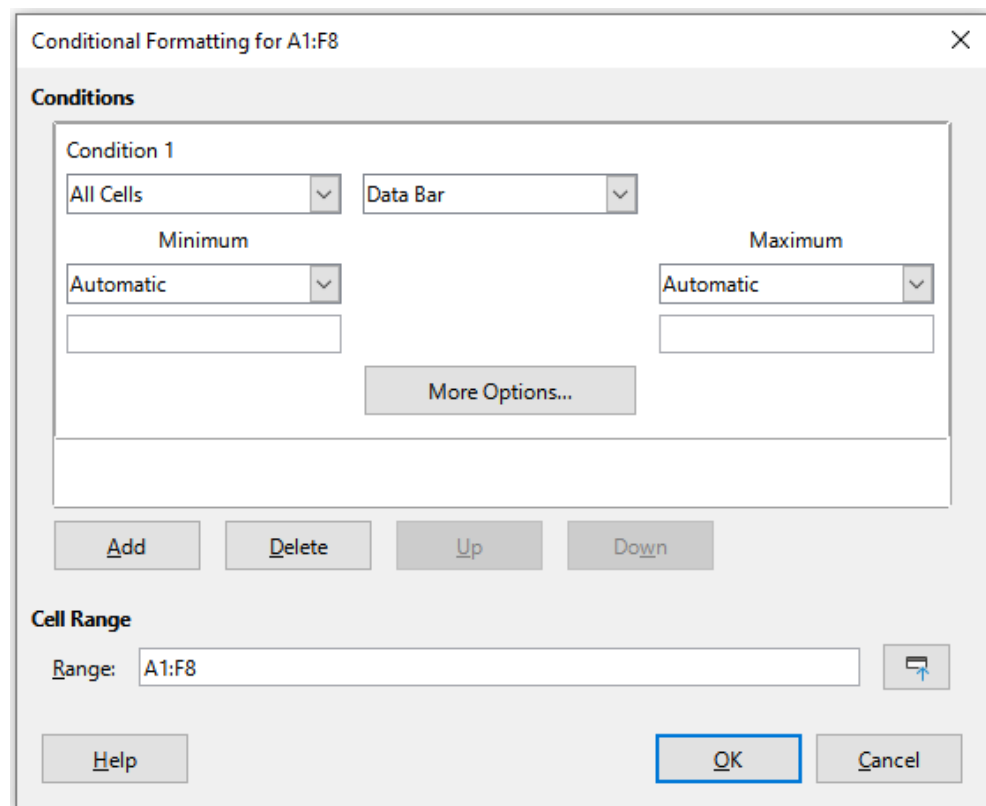 Conditional Formatting for A1:F8
Conditions
Condition 1
All Cells Data Bar
Minimum Maximum
Automatic Automatic
More Options...
Add Delete Up Down
Cell Range
Range: A1:F8
Help OK Cancel